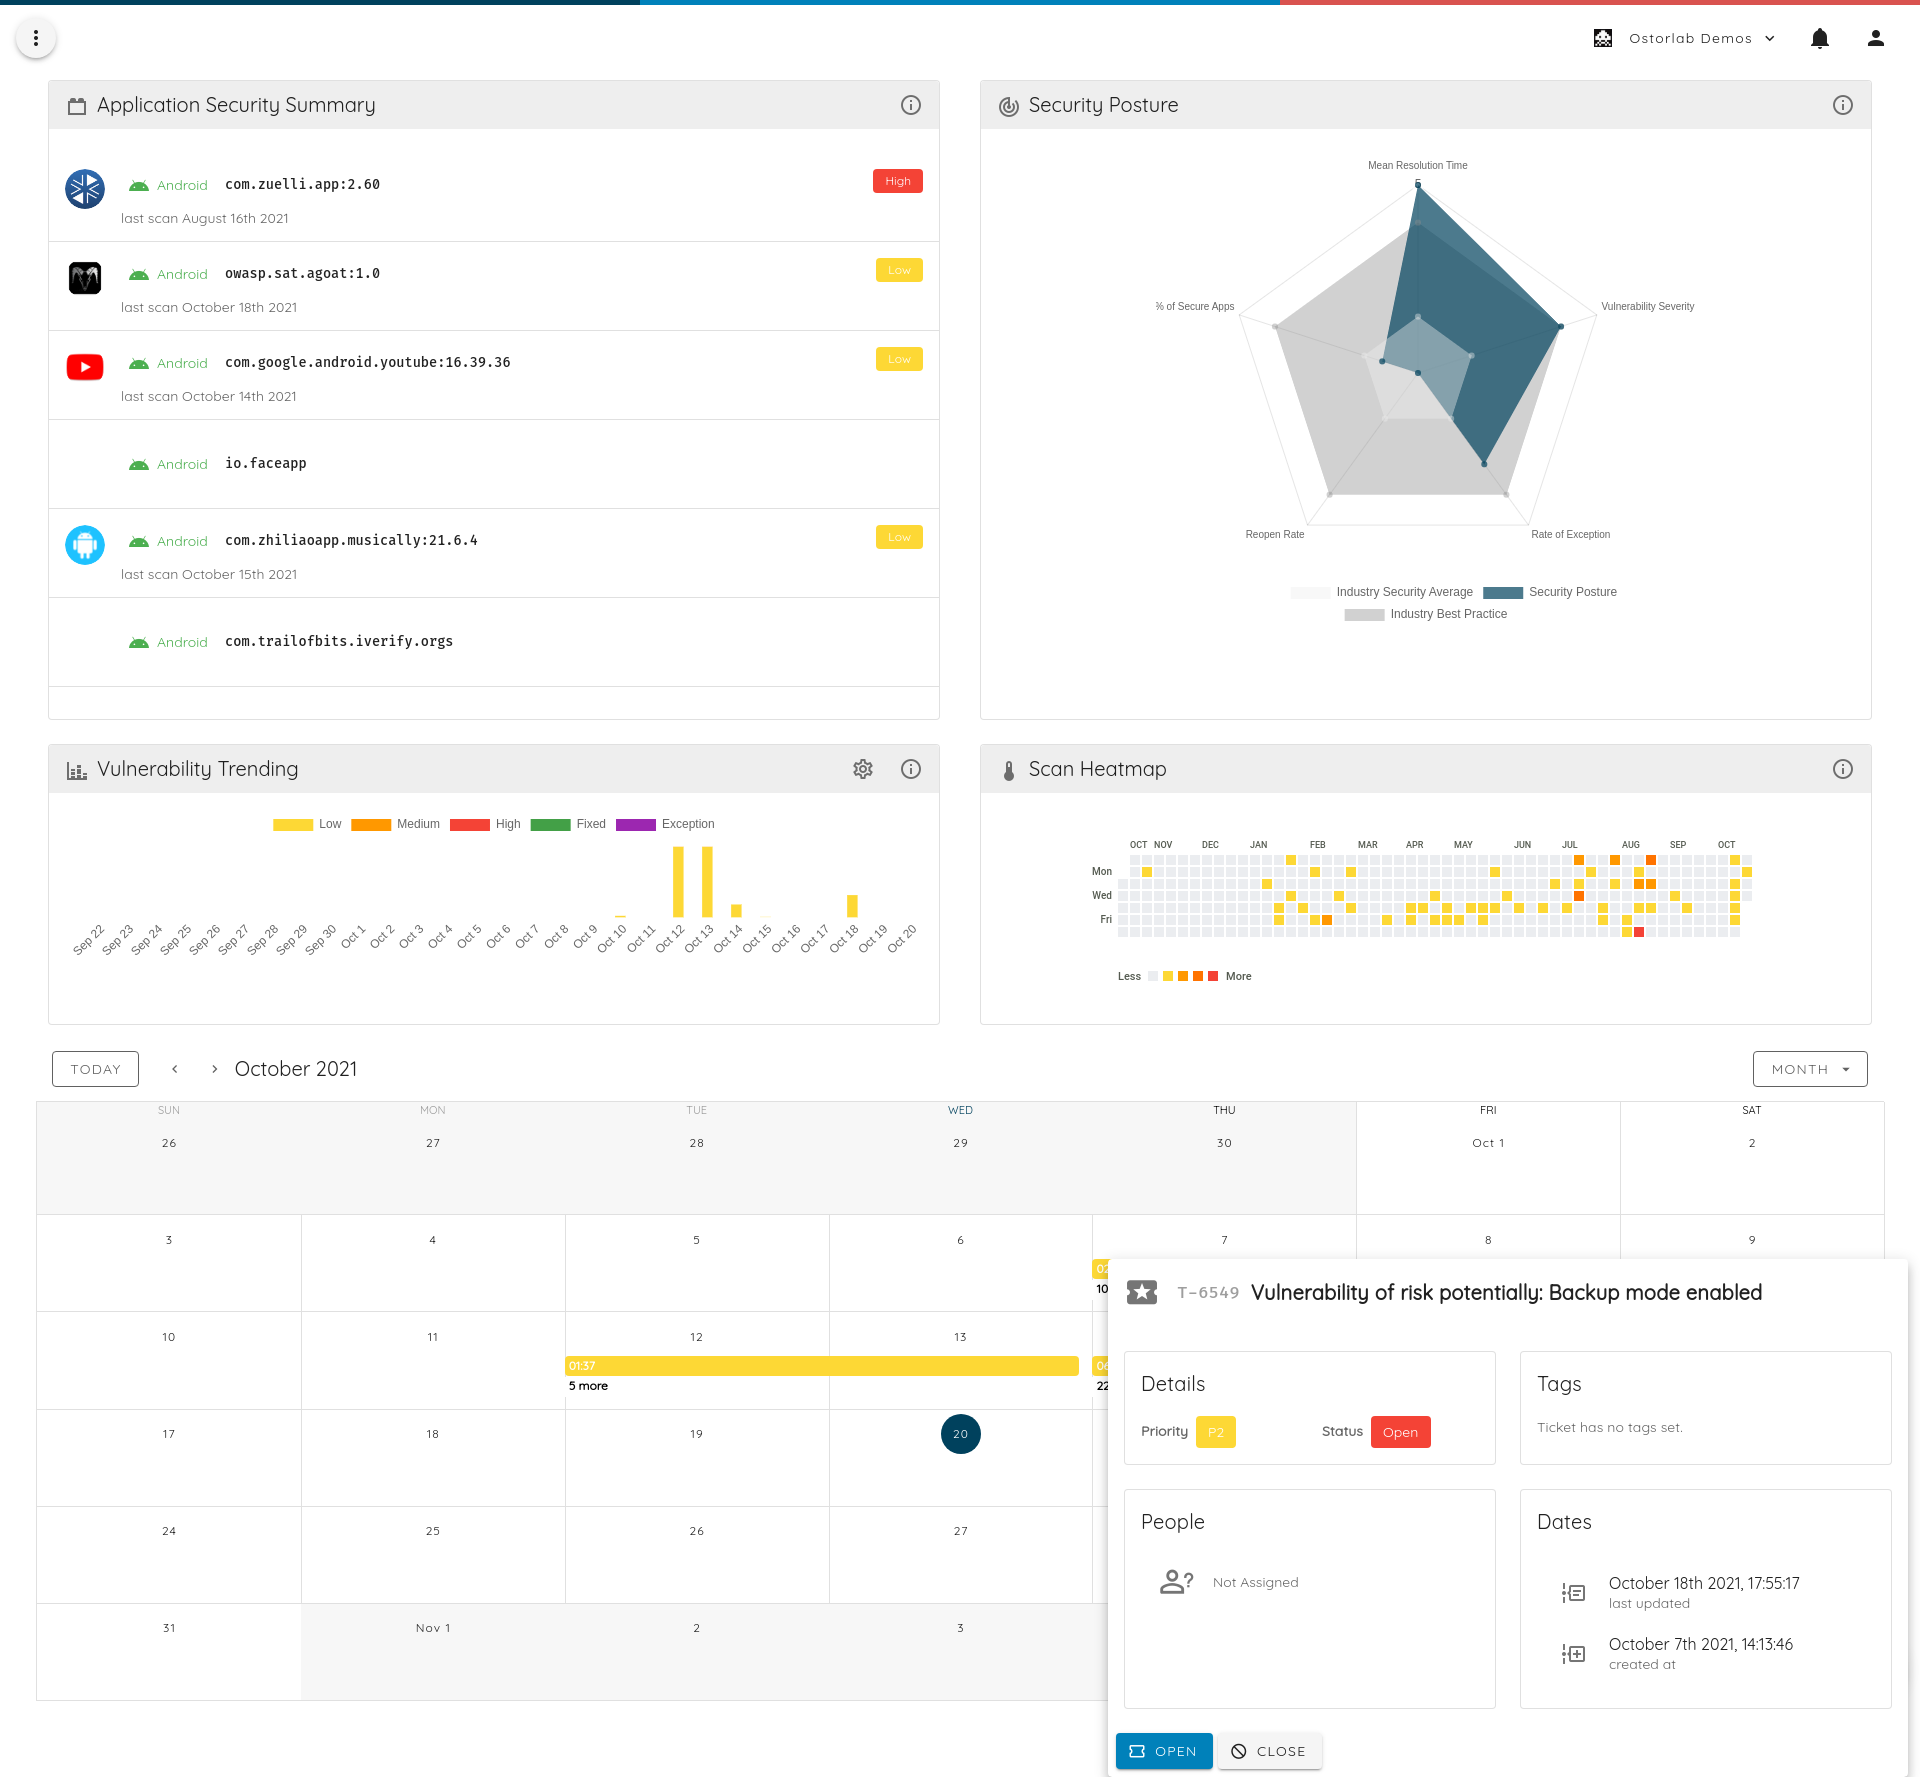 Ostorlab Demos
Application Security Summary
Android com.zuelli.app:2.60 High
last scan August 16th 2021
Android owasp.sat.agoat:1.0 Low
last scan October 18th 2021
Android com.google.android.youtube:16.39.36 Low
last scan October 14th 2021
Android io.faceapp
Android com.zhiliaoapp.musically:21.6.4 Low
last scan October 15th 2021
Android com.trailofbits.iverify.orgs
Security Posture
Mean Resolution Time
5
% of Secure Apps
Vulnerability Severity
Reopen Rate
Rate of Exception
Industry Security Average Security Posture
Industry Best Practice
Vulnerability Trending
Low Medium High Fixed Exception
Sep 22 Sep 23 Sep 24 Sep 25 Sep 26 Sep 27 Sep 28 Sep 29 Sep 30 Oct 1 Oct 2 Oct 3 Oct 4 Oct 5 Oct 6 Oct 7 Oct 8 Oct 9 Oct 10 Oct 11 Oct 12 Oct 13 Oct 14 Oct 15 Oct 16 Oct 17 Oct 18 Oct 19 Oct 20
Scan Heatmap
OCT NOV DEC JAN FEB MAR APR MAY JUN JUL AUG SEP OCT
Mon
Wed
Fri
Less More
TODAY October 2021 MONTH
SUN MON TUE WED THU FRI SAT
26 27 28 29 30 Oct 1 2
3 4 5 6 7 8 9
10
10 11 12 13
01:37
5 more
22
17 18 19 20
24 25 26 27
31 Nov 1 2 3
T-6549 Vulnerability of risk potentially: Backup mode enabled
Details
Priority P2 Status Open
Tags
Ticket has no tags set.
People
Not Assigned
Dates
October 18th 2021, 17:55:17
last updated
October 7th 2021, 14:13:46
created at
OPEN CLOSE